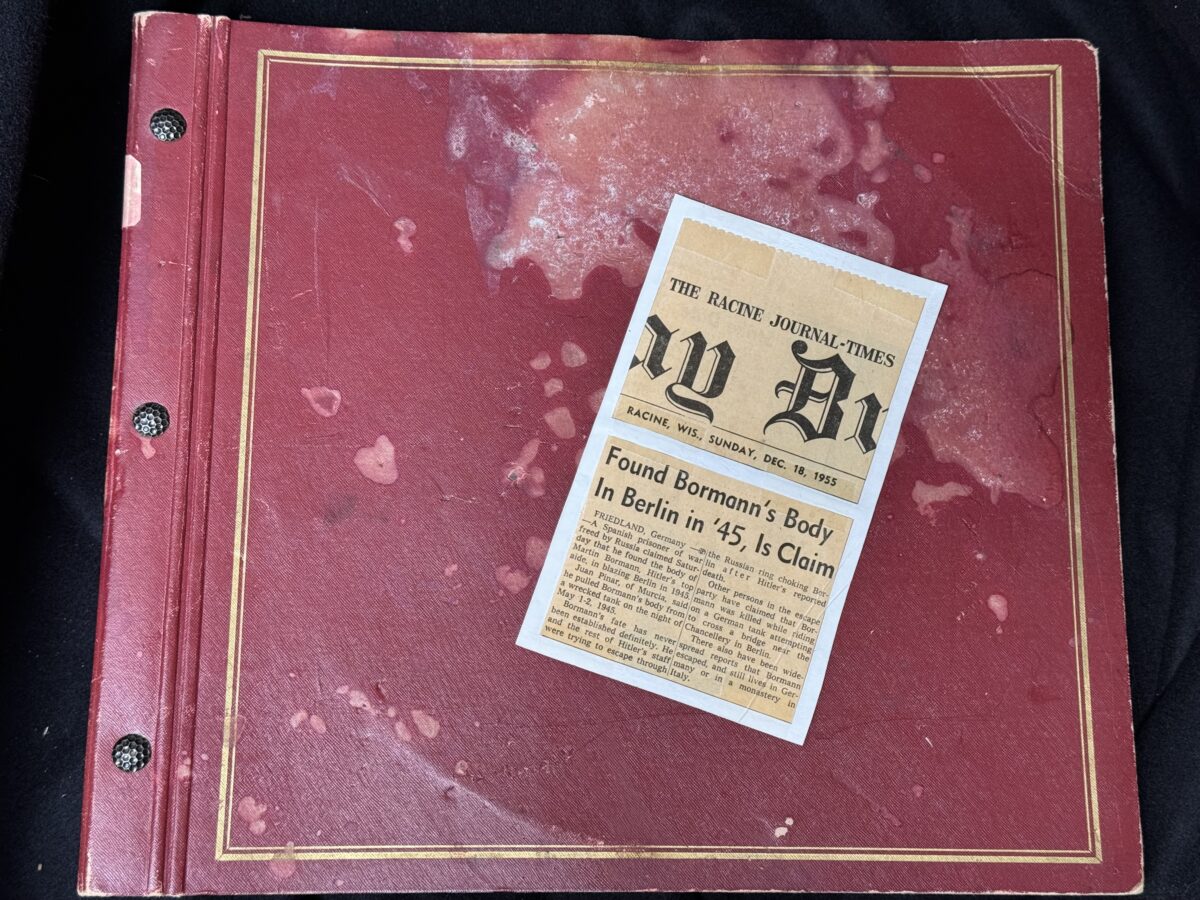 THE RACINE JOURNAL-TIMES
ay Bu
RACINE, WIS., SUNDAY, DEC. 18, 1955
Found Bormann's Body
In Berlin in '45, Is Claim
FRIEDLAND, Germany —
—A Spanish prisoner of war
freed by Russia claimed Satur-
day that he found the body of
Martin Bormann, Hitler's top
aide, in blazing Berlin in 1945.
Juan Pinar, of Murcia, said
he pulled Bormann's body from
a wrecked tank on the night of
May 1-2, 1945.
Bormann's fate has never
been established definitely. He
and the rest of Hitler's staff
were trying to escape through
the Russian ring choking Ber-
lin after Hitler's reported
death.
Other persons in the escape
party have claimed that Bor-
mann was killed while riding
on a German tank attempting
to cross a bridge near the
Chancellery in Berlin.
There also have been wide-
spread reports that Bormann
escaped, and still lives in Ger-
many or in a monastery in
Italy.